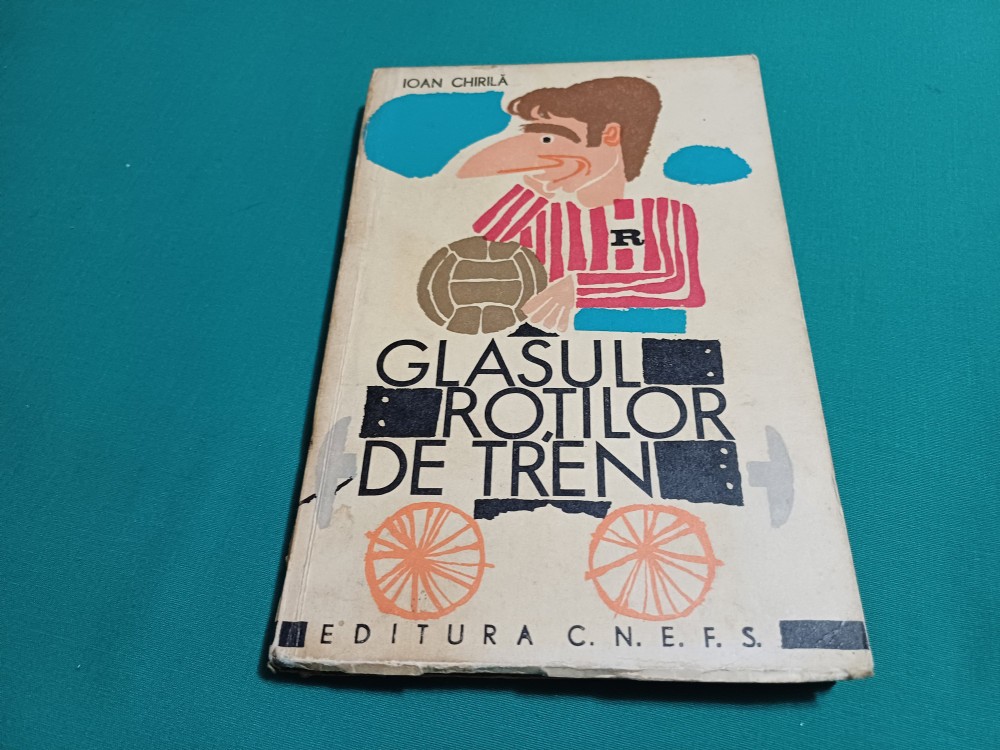 IOAN CHIRILĂ
R
GLASUL
ROȚILOR
DE TREN
EDITURA C.N.E.F.S.